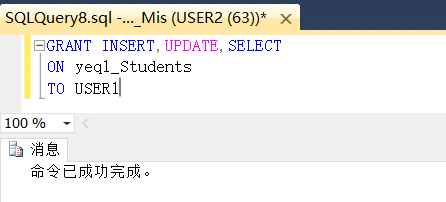 SQLQuery8.sql -..._Mis (USER2 (63))*
GRANT INSERT,UPDATE,SELECT
ON yeql_Students
TO USER1
100 %
消息
命令已成功完成。